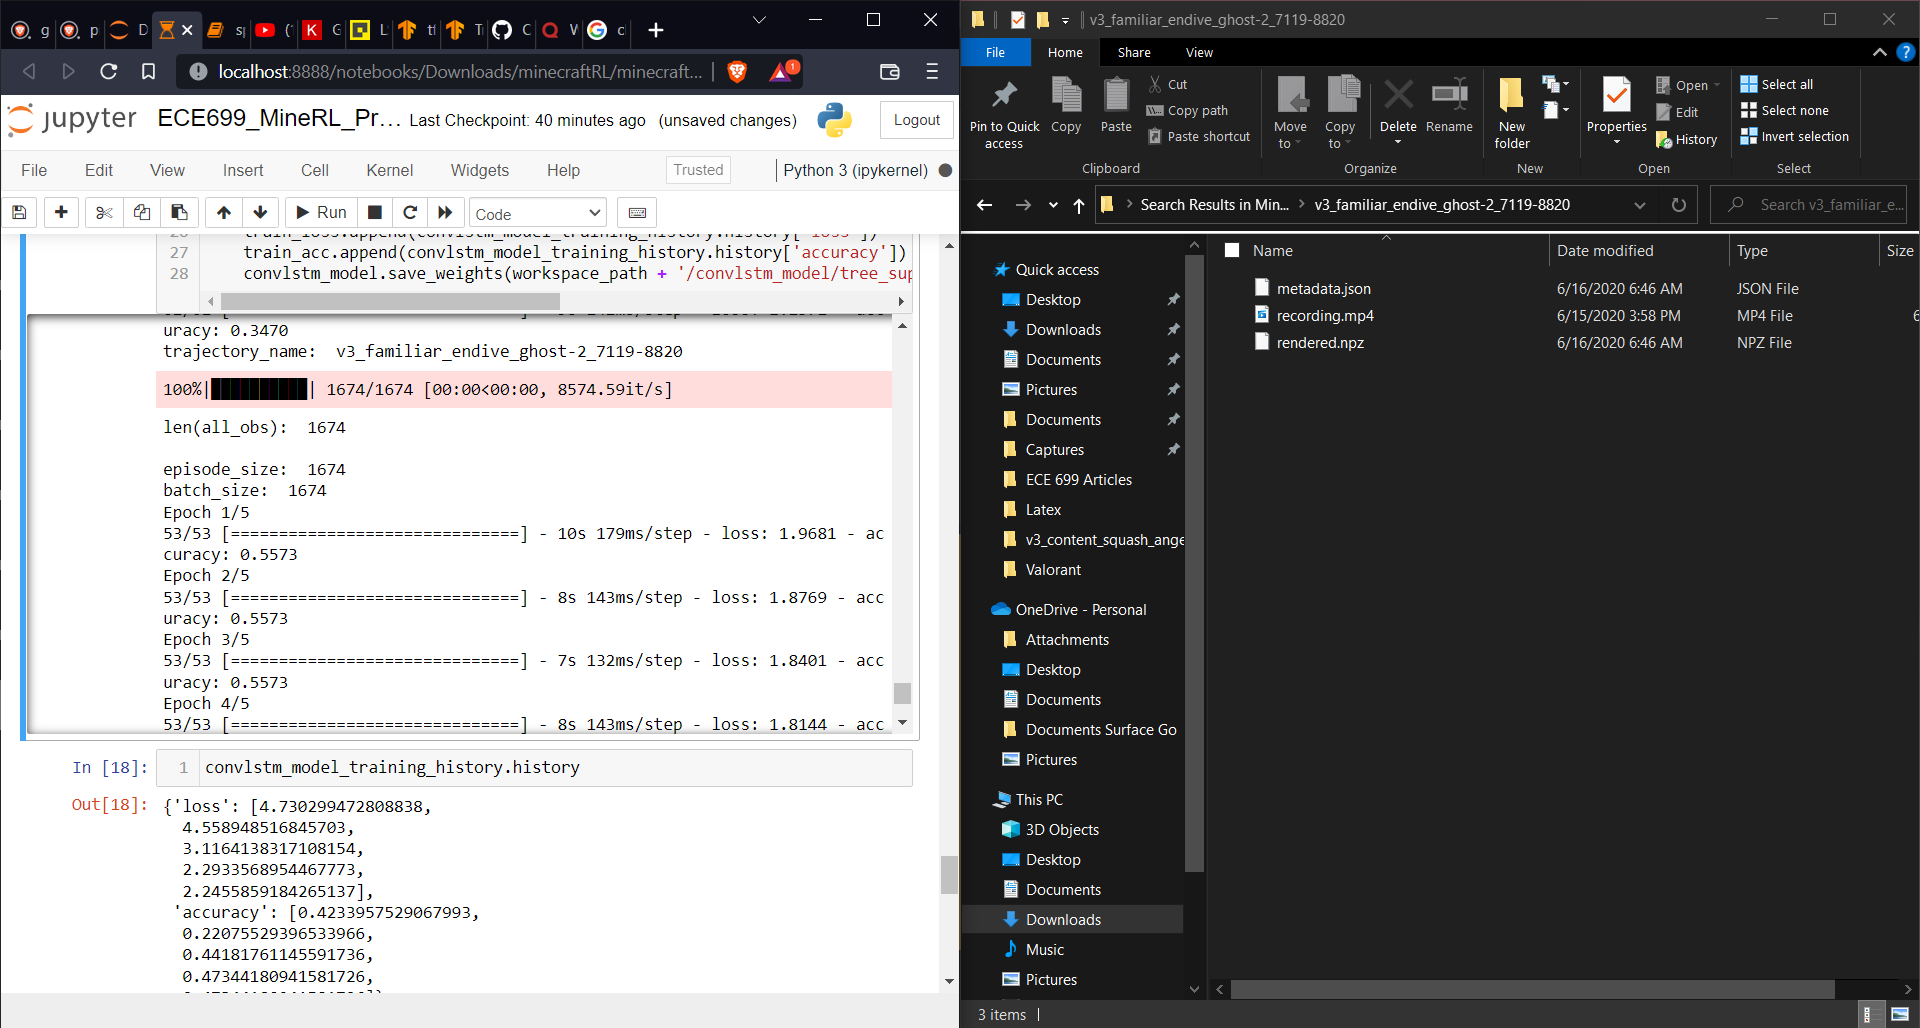 g
p
D
sp
(
G
L
tf
T
C
W
c
localhost:8888/notebooks/Downloads/minecraftRL/minecraft...
1
jupyter
ECE699_MineRL_Pr...
Last Checkpoint: 40 minutes ago
(unsaved changes)
Logout
File
Edit
View
Insert
Cell
Kernel
Widgets
Help
Trusted
Python 3 (ipykernel)
Run
Code
27 train_acc.append(convlstm_model_training_history.history['accuracy'])
28 convlstm_model.save_weights(workspace_path + '/convlstm_model/tree_sup
uracy: 0.3470
trajectory_name:  v3_familiar_endive_ghost-2_7119-8820
100%|██████████| 1674/1674 [00:00<00:00, 8574.59it/s]
len(all_obs):  1674
episode_size:  1674
batch_size:  1674
Epoch 1/5
53/53 [==============================] - 10s 179ms/step - loss: 1.9681 - ac
curacy: 0.5573
Epoch 2/5
53/53 [==============================] - 8s 143ms/step - loss: 1.8769 - acc
uracy: 0.5573
Epoch 3/5
53/53 [==============================] - 7s 132ms/step - loss: 1.8401 - acc
uracy: 0.5573
Epoch 4/5
53/53 [==============================] - 8s 143ms/step - loss: 1.8144 - acc
In [18]:
1 convlstm_model_training_history.history
Out[18]:
{'loss': [4.730299472808838,
4.558948516845703,
3.1164138317108154,
2.2933568954467773,
2.2455859184265137],
'accuracy': [0.4233957529067993,
0.22075529396533966,
0.44181761145591736,
0.47344180941581726,
v3_familiar_endive_ghost-2_7119-8820
File
Home
Share
View
Pin to Quick access
Copy
Paste
Cut
Copy path
Paste shortcut
Clipboard
Move to
Copy to
Delete
Rename
Organize
New folder
New
Properties
Open
Edit
History
Open
Select all
Select none
Invert selection
Select
Search Results in Min...
v3_familiar_endive_ghost-2_7119-8820
Search v3_familiar_e...
Quick access
Desktop
Downloads
Documents
Pictures
Documents
Captures
ECE 699 Articles
Latex
v3_content_squash_ange
Valorant
OneDrive - Personal
Attachments
Desktop
Documents
Documents Surface Go
Pictures
This PC
3D Objects
Desktop
Documents
Downloads
Music
Pictures
Name
Date modified
Type
Size
metadata.json
6/16/2020 6:46 AM
JSON File
recording.mp4
6/15/2020 3:58 PM
MP4 File
6
rendered.npz
6/16/2020 6:46 AM
NPZ File
3 items